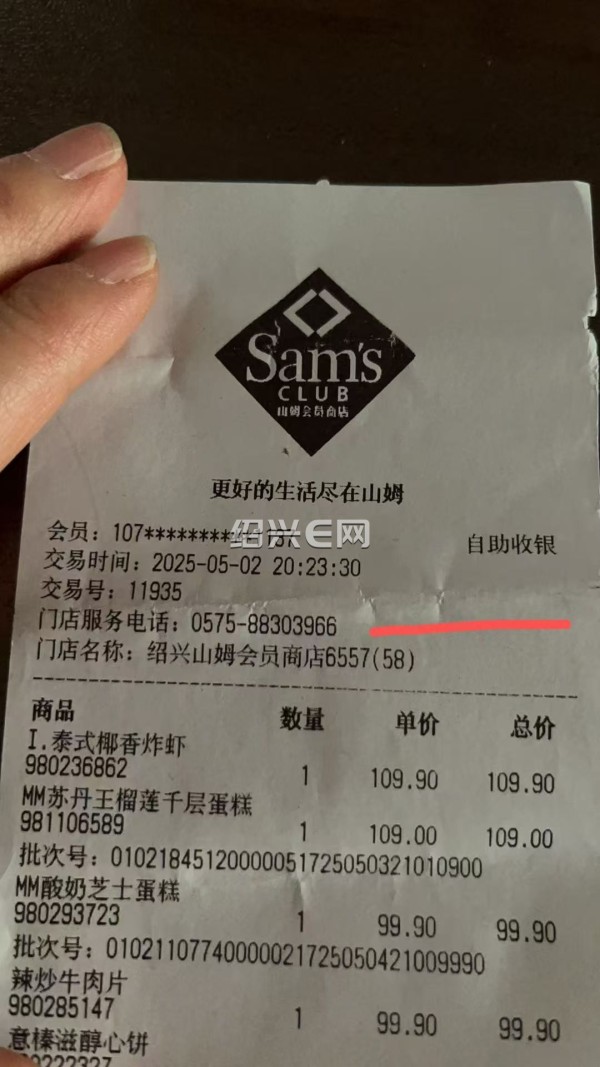 Sam's
CLUB
山姆会员商店
更好的生活尽在山姆
会员：107********
绍兴E网
自助收银
交易时间：2025-05-02 20:23:30
交易号：11935
门店服务电话：0575-88303966
门店名称：绍兴山姆会员商店6557(58)
商品 数量 单价 总价
I.泰式椰香炸虾
980236862 1 109.90 109.90
MM苏丹王榴莲千层蛋糕
981106589 1 109.00 109.00
批次号：01021845120000051725050321010900
MM酸奶芝士蛋糕
980293723 1 99.90 99.90
批次号：01021107740000021725050421009990
辣炒牛肉片
980285147 1 99.90 99.90
意榛滋醇心饼